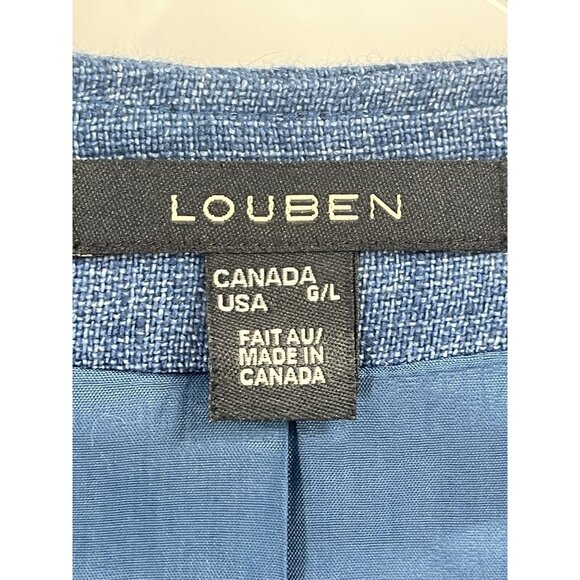 LOUBEN
CANADA G/L
USA
FAIT AU/
MADE IN
CANADA